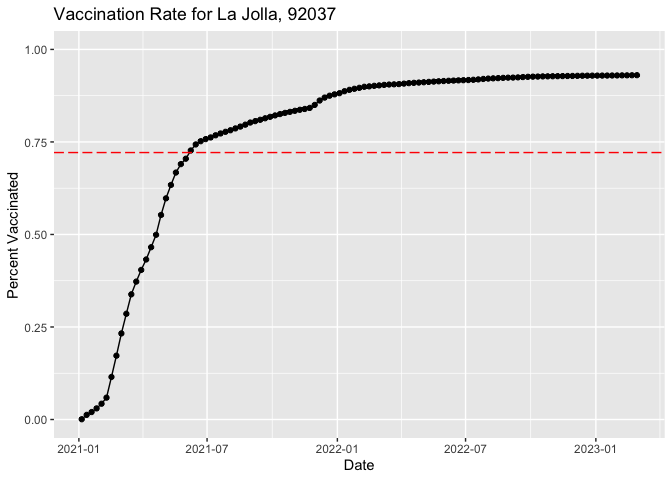 Vaccination Rate for La Jolla, 92037
Percent Vaccinated
1.00
0.75
0.50
0.25
0.00
2021-01 2021-07 2022-01 2022-07 2023-01
Date